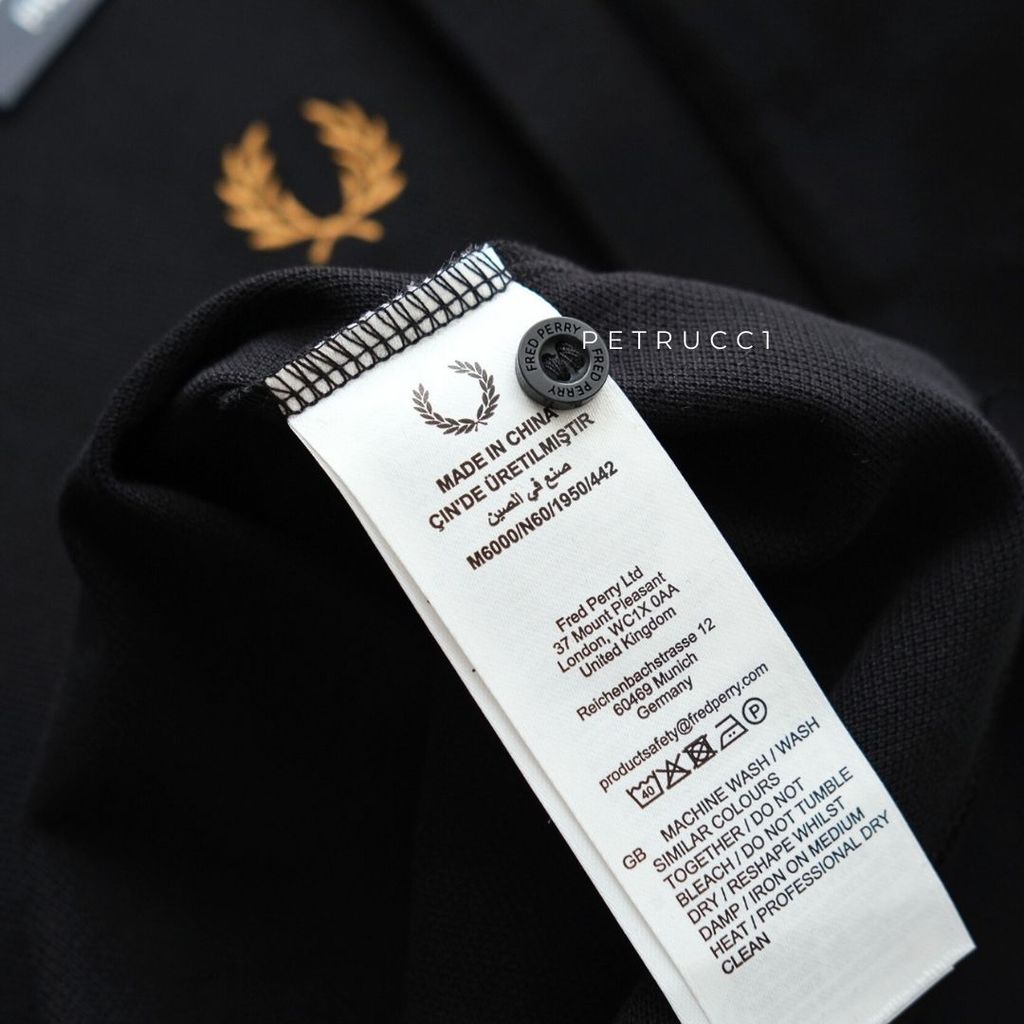 PETRUCC1
FRED PERRY
FRED PERRY
MADE IN CHINA
ÇIN'DE ÜRETILMIŞTIR
صنع في الصين
M6000/N60/1950/442
Fred Perry Ltd
37 Mount Pleasant
London, WC1X 0AA
United Kingdom
Reichenbachstrasse 12
60469 Munich
Germany
productsafety@fredperry.com
40 P
GB MACHINE WASH / WASH
SIMILAR COLOURS
TOGETHER / DO NOT
BLEACH / DO NOT TUMBLE
DRY / RESHAPE WHILST
DAMP / IRON ON MEDIUM
HEAT / PROFESSIONAL DRY
CLEAN